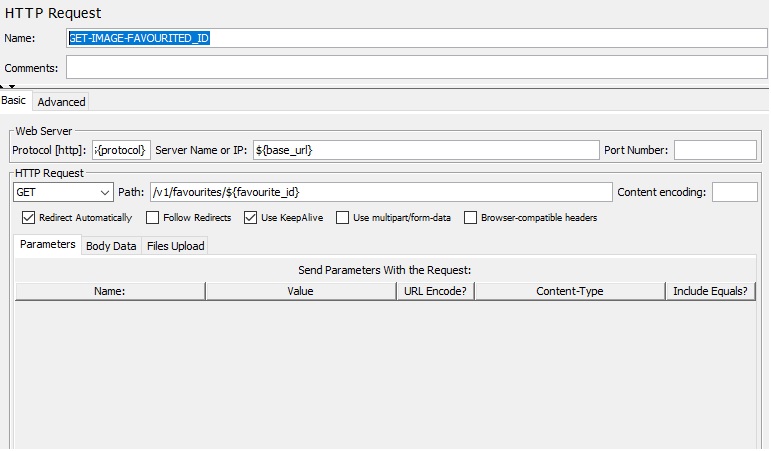 HTTP Request
Name: GET-IMAGE-FAVOURITED_ID
Comments:
Basic Advanced
Web Server
Protocol [http]: {protocol} Server Name or IP: ${base_url} Port Number:
HTTP Request
GET Path: /v1/favourites/${favourite_id} Content encoding:
Redirect Automatically Follow Redirects Use KeepAlive Use multipart/form-data Browser-compatible headers
Parameters Body Data Files Upload
Send Parameters With the Request:
Name: Value URL Encode? Content-Type Include Equals?